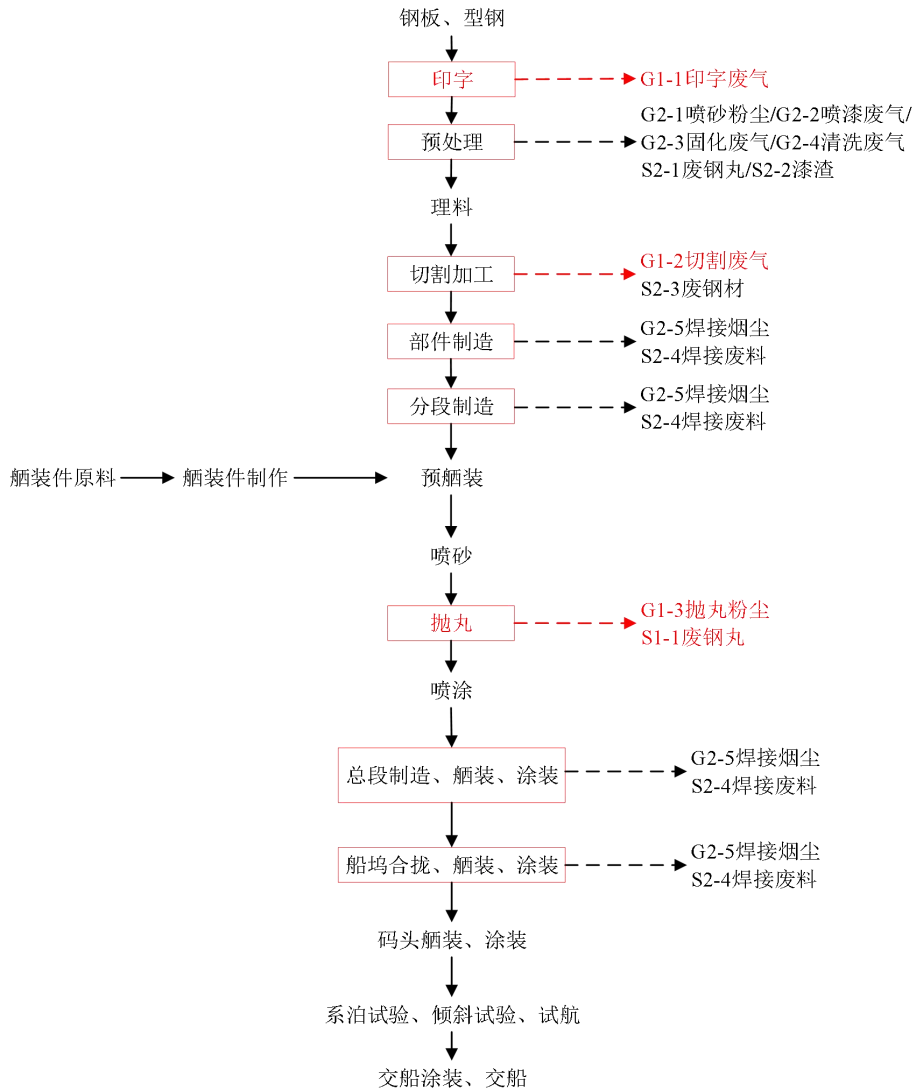 钢板、型钢
印字
G1-1印字废气
预处理
G2-1喷砂粉尘/G2-2喷漆废气/
G2-3固化废气/G2-4清洗废气
S2-1废钢丸/S2-2漆渣
理料
切割加工
G1-2切割废气
S2-3废钢材
部件制造
G2-5焊接烟尘
S2-4焊接废料
分段制造
G2-5焊接烟尘
S2-4焊接废料
舾装件原料
舾装件制作
预舾装
喷砂
抛丸
G1-3抛丸粉尘
S1-1废钢丸
喷涂
总段制造、舾装、涂装
G2-5焊接烟尘
S2-4焊接废料
船坞合拢、舾装、涂装
G2-5焊接烟尘
S2-4焊接废料
码头舾装、涂装
系泊试验、倾斜试验、试航
交船涂装、交船